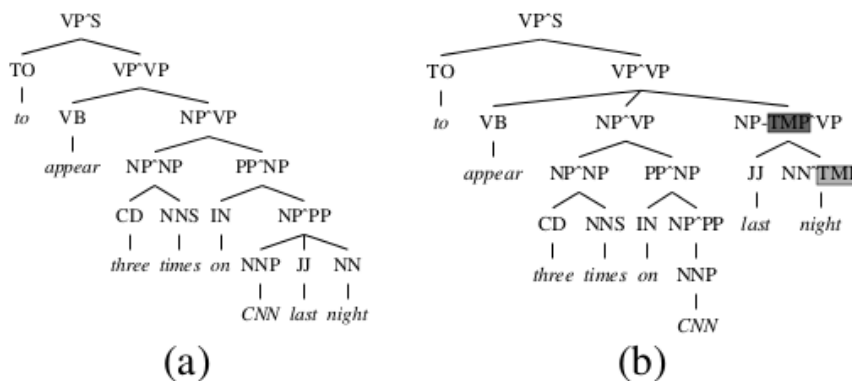 VP^S VP^S
TO VP^VP TO VP^VP
to VB NP^VP to VB NP^VP NP-TMP^VP
appear NP^NP PP^NP appear NP^NP PP^NP JJ NN^TMP
CD NNS IN NP^PP CD NNS IN NP^PP last night
three times on NNP JJ NN three times on NNP
CNN last night CNN
(a) (b)